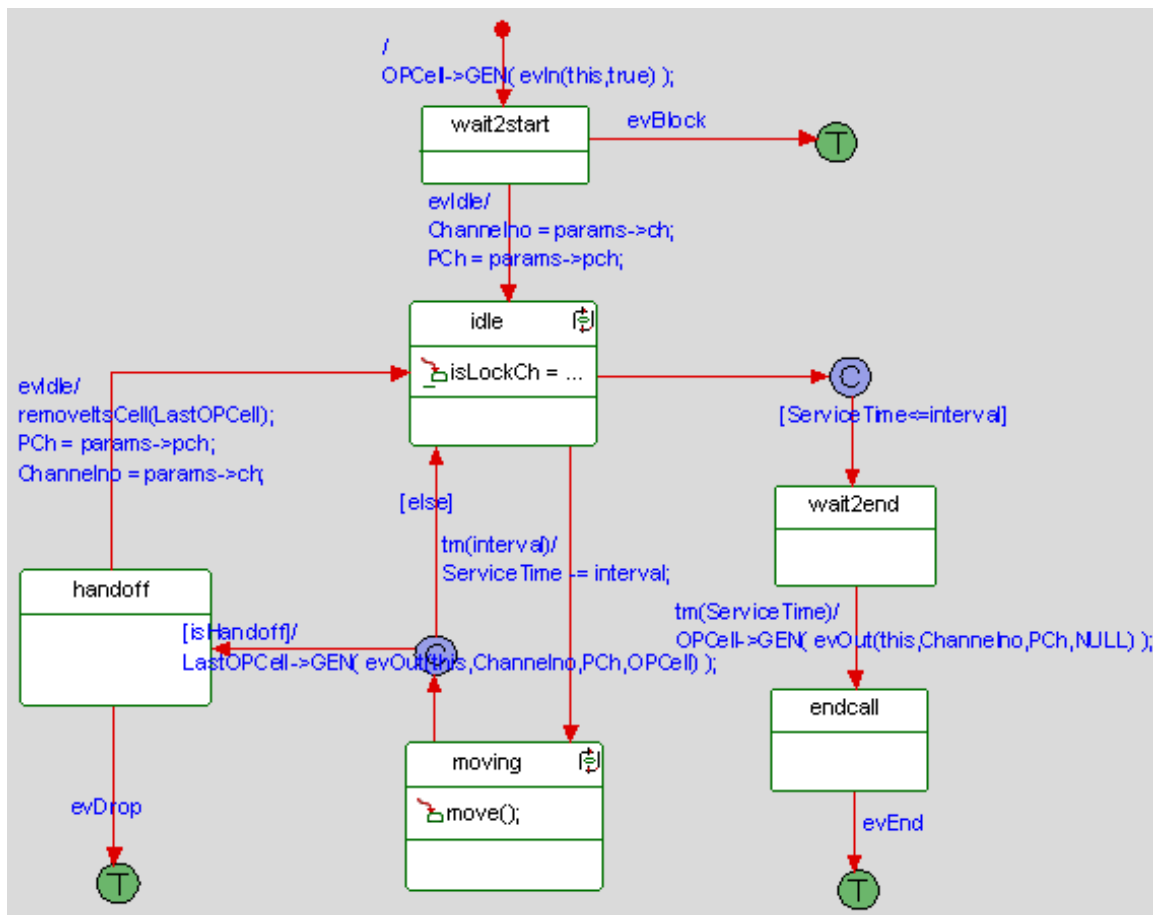 /
OPCell->GEN( evIn(this,true) );
wait2start
evBlock
T
evIdle/
Channelno = params->ch;
PCh = params->pch;
idle
isLockCh = ...
C
[ServiceTime<=interval]
evIdle/
removeItsCell(LastOPCell);
PCh = params->pch;
Channelno = params->ch;
[else]
tm(interval)/
ServiceTime -= interval;
wait2end
handoff
[isHandoff]/
LastOPCell->GEN( evOut(this,Channelno,PCh,OPCell) );
C
tm(ServiceTime)/
OPCell->GEN( evOut(this,Channelno,PCh,NULL) );
endcall
moving
move();
evDrop
evEnd
T
T